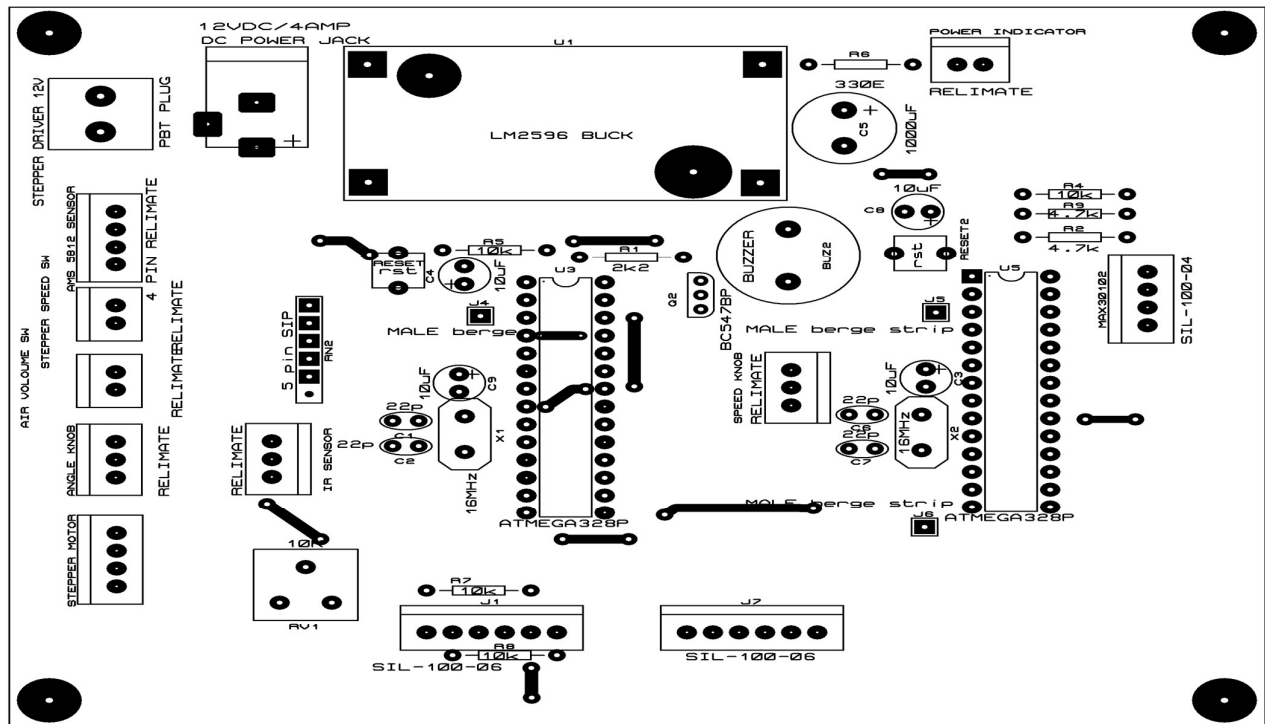 12VDC/4AMP
DC POWER JACK
+
U1
LM2596 BUCK
R6
330E
POWER INDICATOR
RELIMATE
C5
+
1000uF
STEPPER DRIVER 12V
PBT PLUG
10uF
C8
+
rst
RESET2
R4
10k
R9
4.7k
R2
4.7k
AMS 5812 SENSOR
4 PIN RELIMATE
RESET
rst
C4
10uF
+
R5
10k
R1
2k2
BUZZER
BUZ2
U3
Q2
BC547BP
U5
MAX30102
SIL-100-04
STEPPER SPEED SW
RELIMATE
AIR VOLOUME SW
RELIMATE
5 pin SIP
RN2
J4
MALE berge
J5
MALE berge strip
10uF
+
C9
22p
C1
22p
C2
X1
16MHz
SPEED KNOB
RELIMATE
10uF
+
C3
22p
C6
22p
C7
16MHz
X2
ANGLE KNOB
RELIMATE
RELIMATE
IR SENSOR
ATMEGA328P
MALE berge strip
J6
ATMEGA328P
STEPPER MOTOR
10K
RV1
R7
10k
J1
R8
10k
SIL-100-06
J7
SIL-100-06